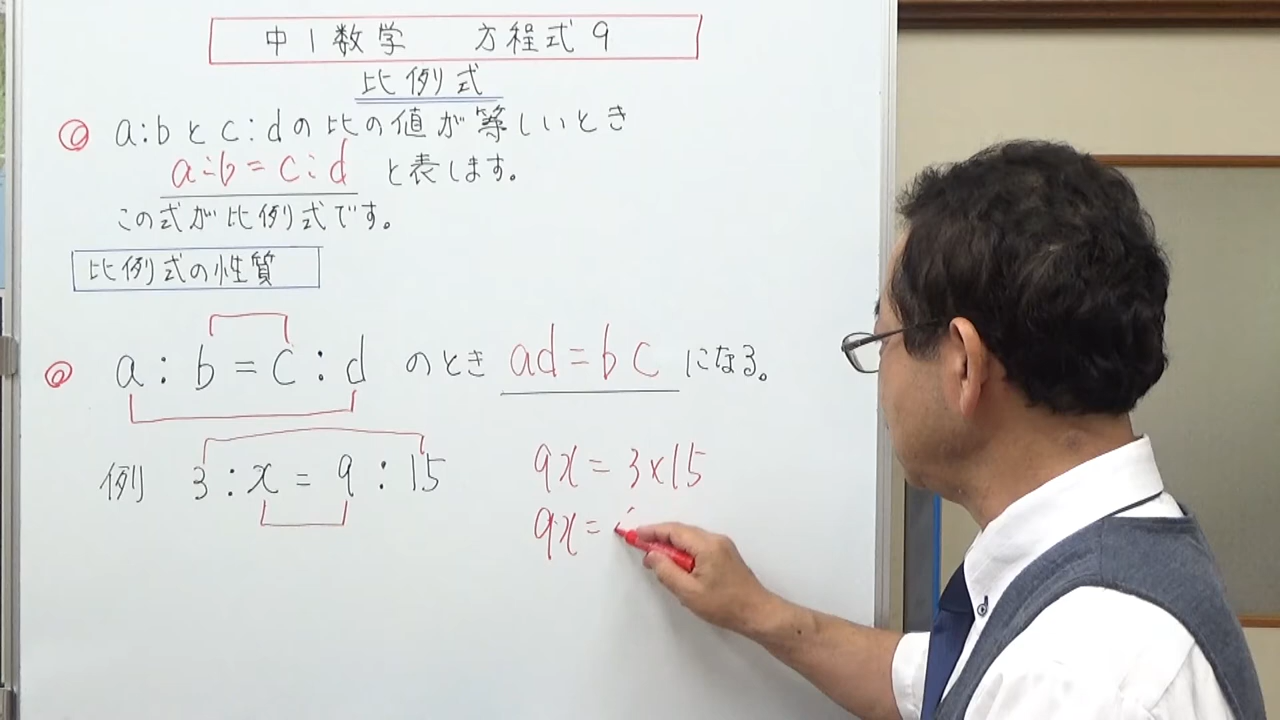 中1数学 方程式9
比例式
◎ a:bとc:dの比の値が等しいとき
a:b=c:d と表します。
この式が比例式です。
比例式の性質
◎ a:b=c:d のとき ad=bc になる。
例 3:x=9:15
9x=3×15
9x=